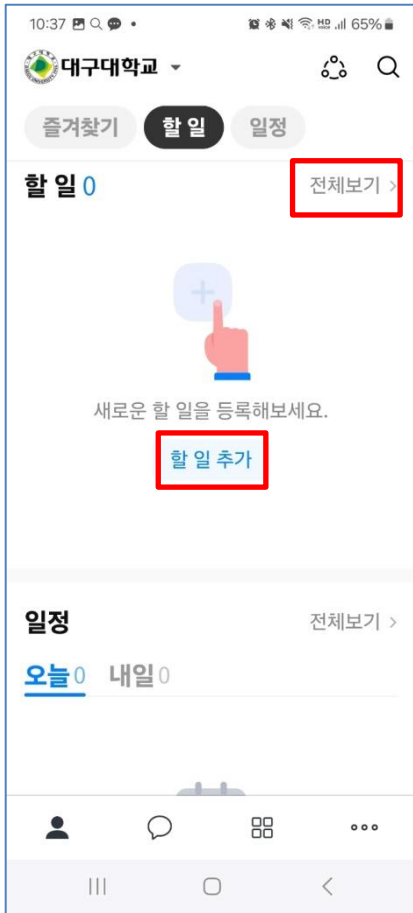 10:37 65%
대구대학교
즐겨찾기 할 일 일정
할 일 0 전체보기 >
새로운 할 일을 등록해보세요.
할 일 추가
일정 전체보기 >
오늘 0 내일 0